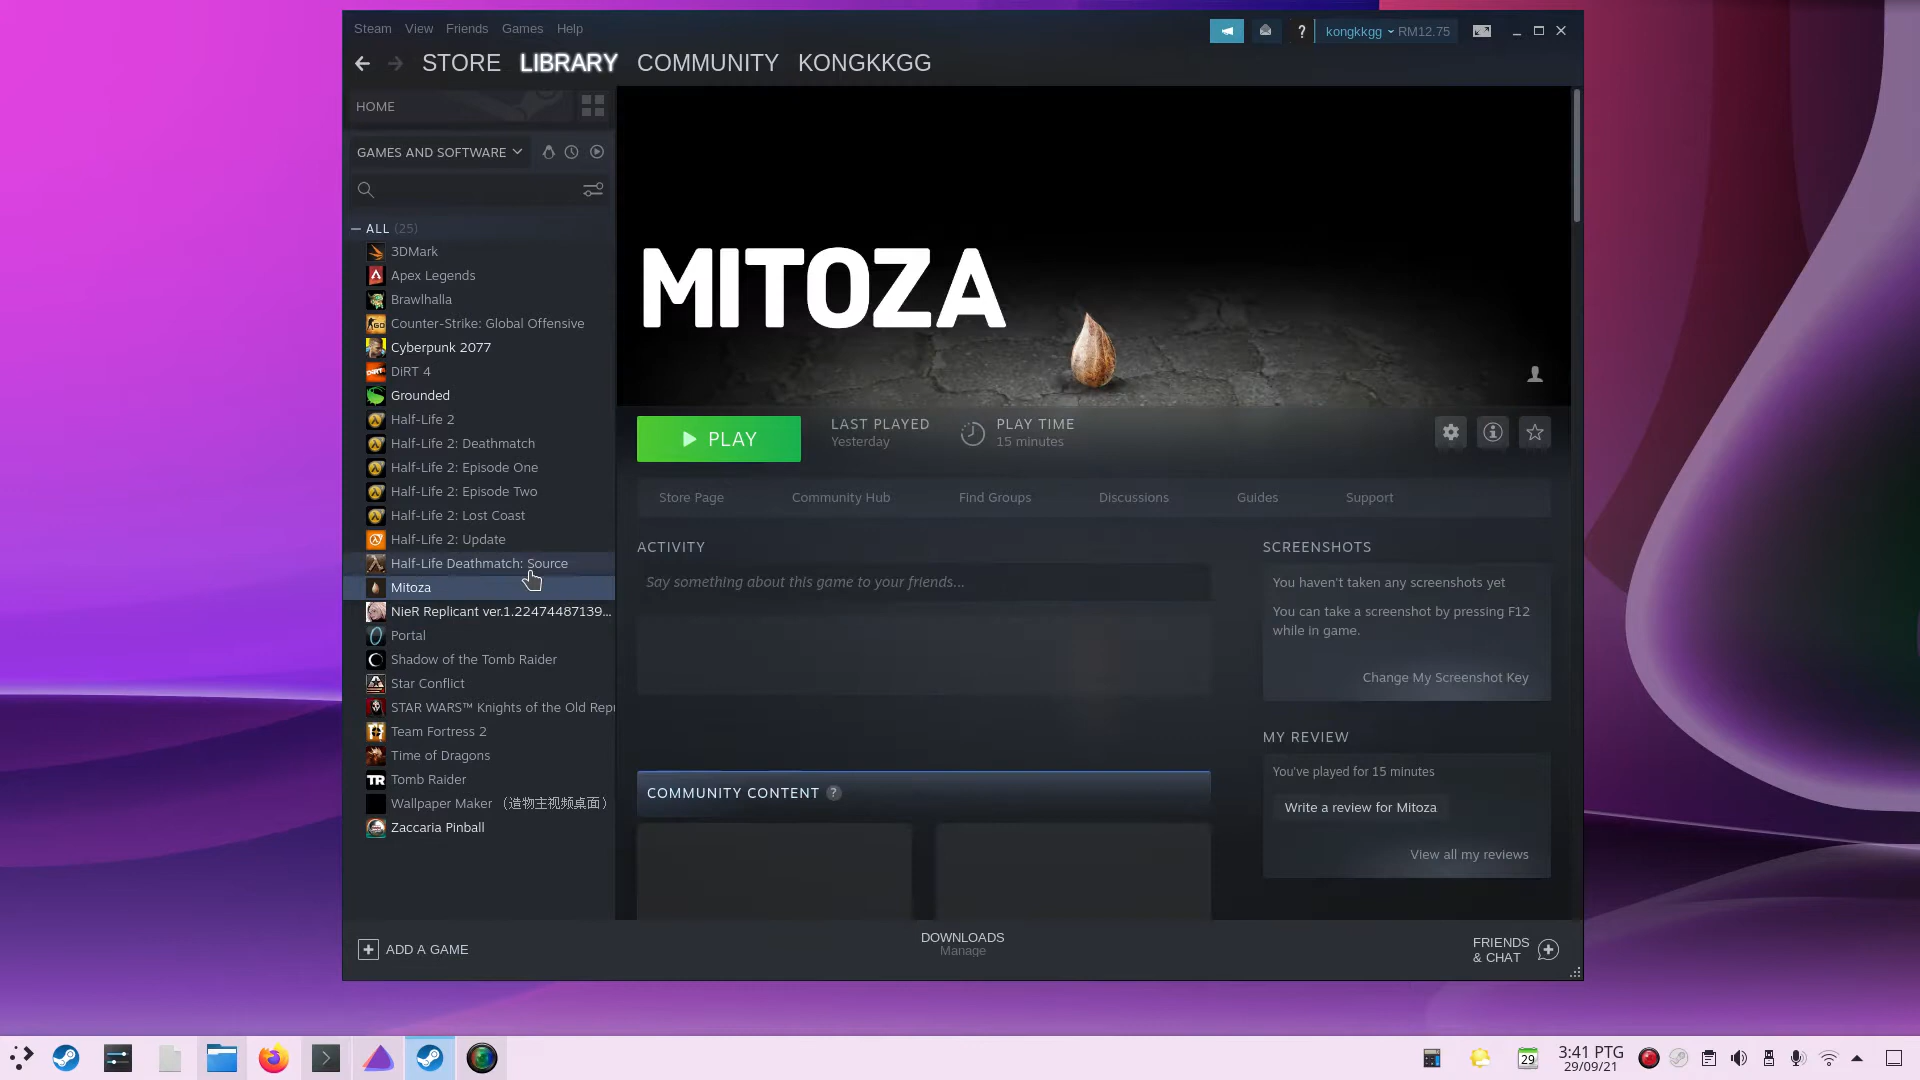 Steam View Friends Games Help
? kongkkgg RM12.75
STORE LIBRARY COMMUNITY KONGKKGG
HOME
GAMES AND SOFTWARE
ALL (25)
3DMark
Apex Legends
Brawlhalla
Counter-Strike: Global Offensive
Cyberpunk 2077
DiRT 4
Grounded
Half-Life 2
Half-Life 2: Deathmatch
Half-Life 2: Episode One
Half-Life 2: Episode Two
Half-Life 2: Lost Coast
Half-Life 2: Update
Half-Life Deathmatch: Source
Mitoza
NieR Replicant ver.1.22474487139...
Portal
Shadow of the Tomb Raider
Star Conflict
STAR WARS™ Knights of the Old Repu
Team Fortress 2
Time of Dragons
Tomb Raider
Wallpaper Maker （造物主视频桌面）
Zaccaria Pinball
MITOZA
PLAY
LAST PLAYED
Yesterday
PLAY TIME
15 minutes
Store Page Community Hub Find Groups Discussions Guides Support
ACTIVITY
Say something about this game to your friends...
COMMUNITY CONTENT ?
SCREENSHOTS
You haven't taken any screenshots yet
You can take a screenshot by pressing F12
while in game.
Change My Screenshot Key
MY REVIEW
You've played for 15 minutes
Write a review for Mitoza
View all my reviews
ADD A GAME
DOWNLOADS
Manage
FRIENDS
& CHAT
29
3:41 PTG
29/09/21